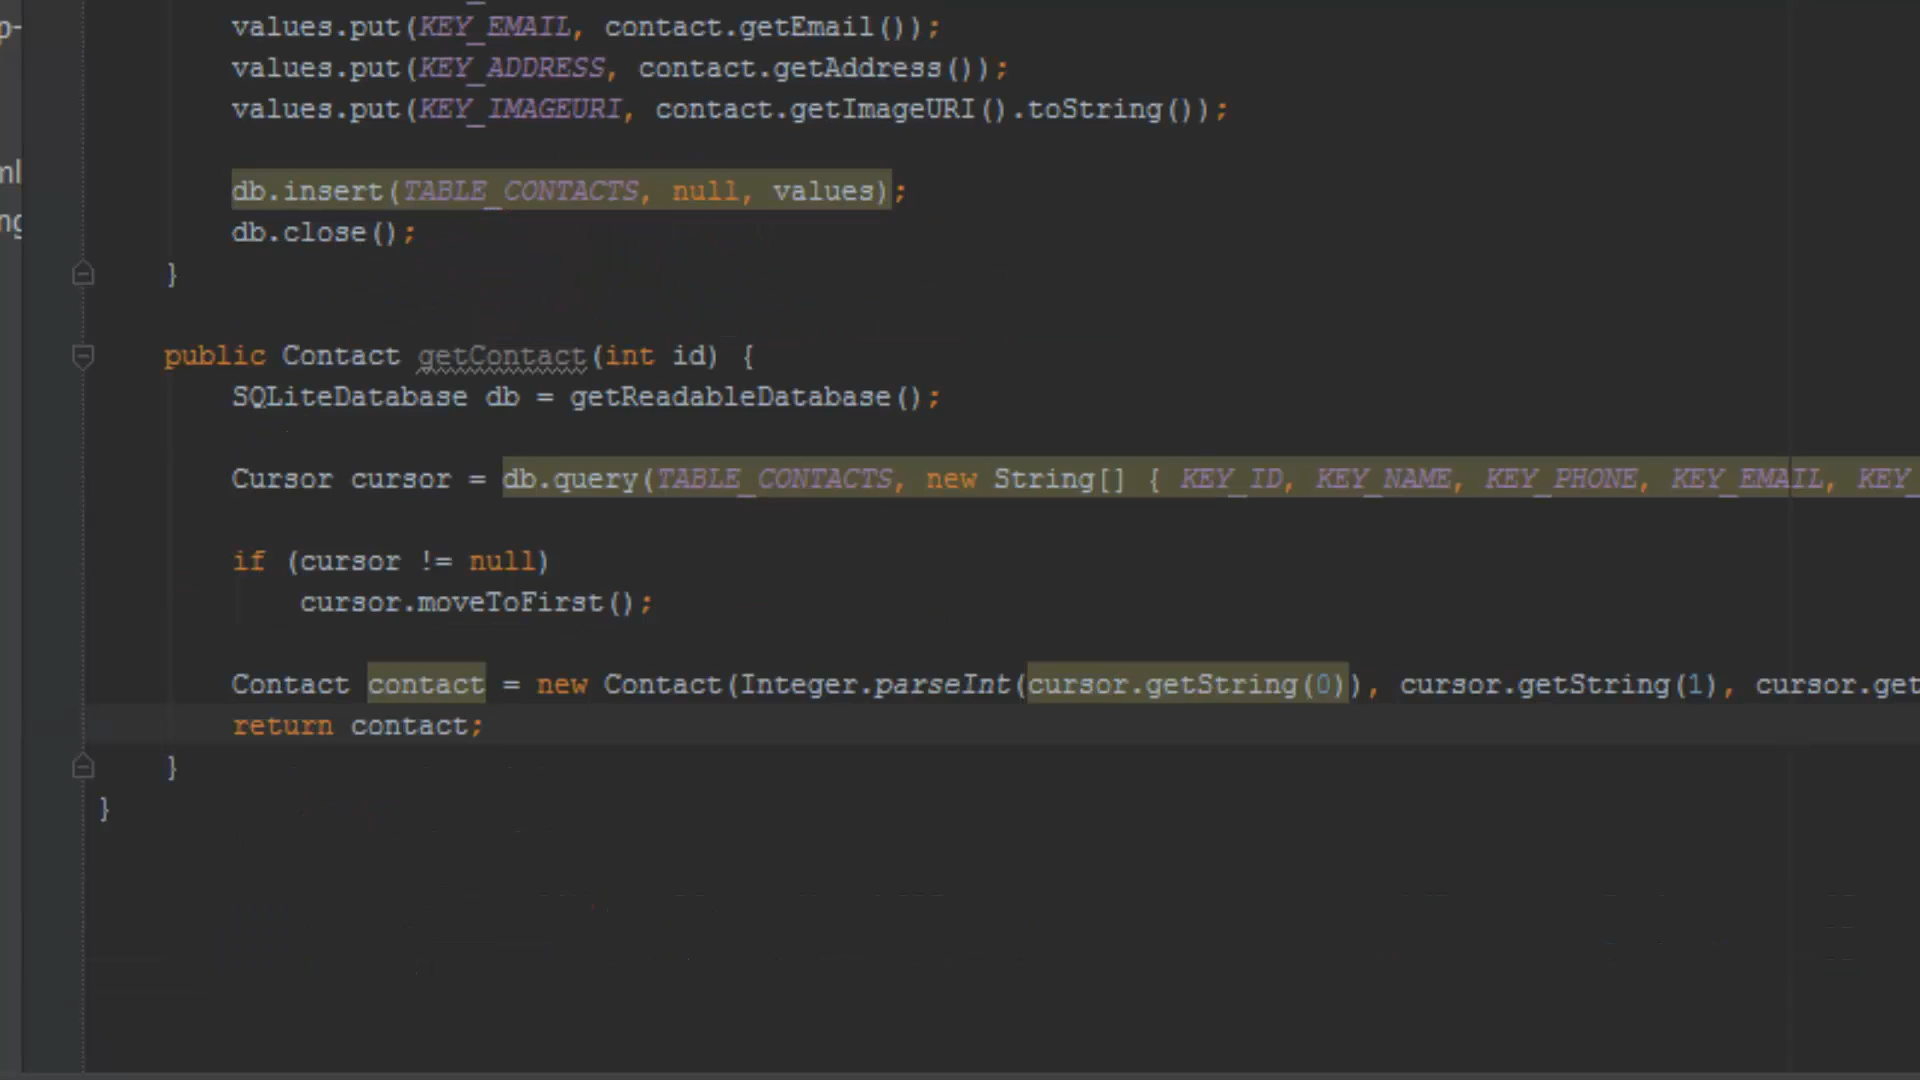 p-
values.put(KEY_EMAIL, contact.getEmail());
values.put(KEY_ADDRESS, contact.getAddress());
values.put(KEY_IMAGEURI, contact.getImageURI().toString());
ml
db.insert(TABLE_CONTACTS, null, values);
ng
db.close();
}
public Contact getContact(int id) {
SQLiteDatabase db = getReadableDatabase();
Cursor cursor = db.query(TABLE_CONTACTS, new String[] { KEY_ID, KEY_NAME, KEY_PHONE, KEY_EMAIL, KEY_
if (cursor != null)
cursor.moveToFirst();
Contact contact = new Contact(Integer.parseInt(cursor.getString(0)), cursor.getString(1), cursor.get
return contact;
}
}